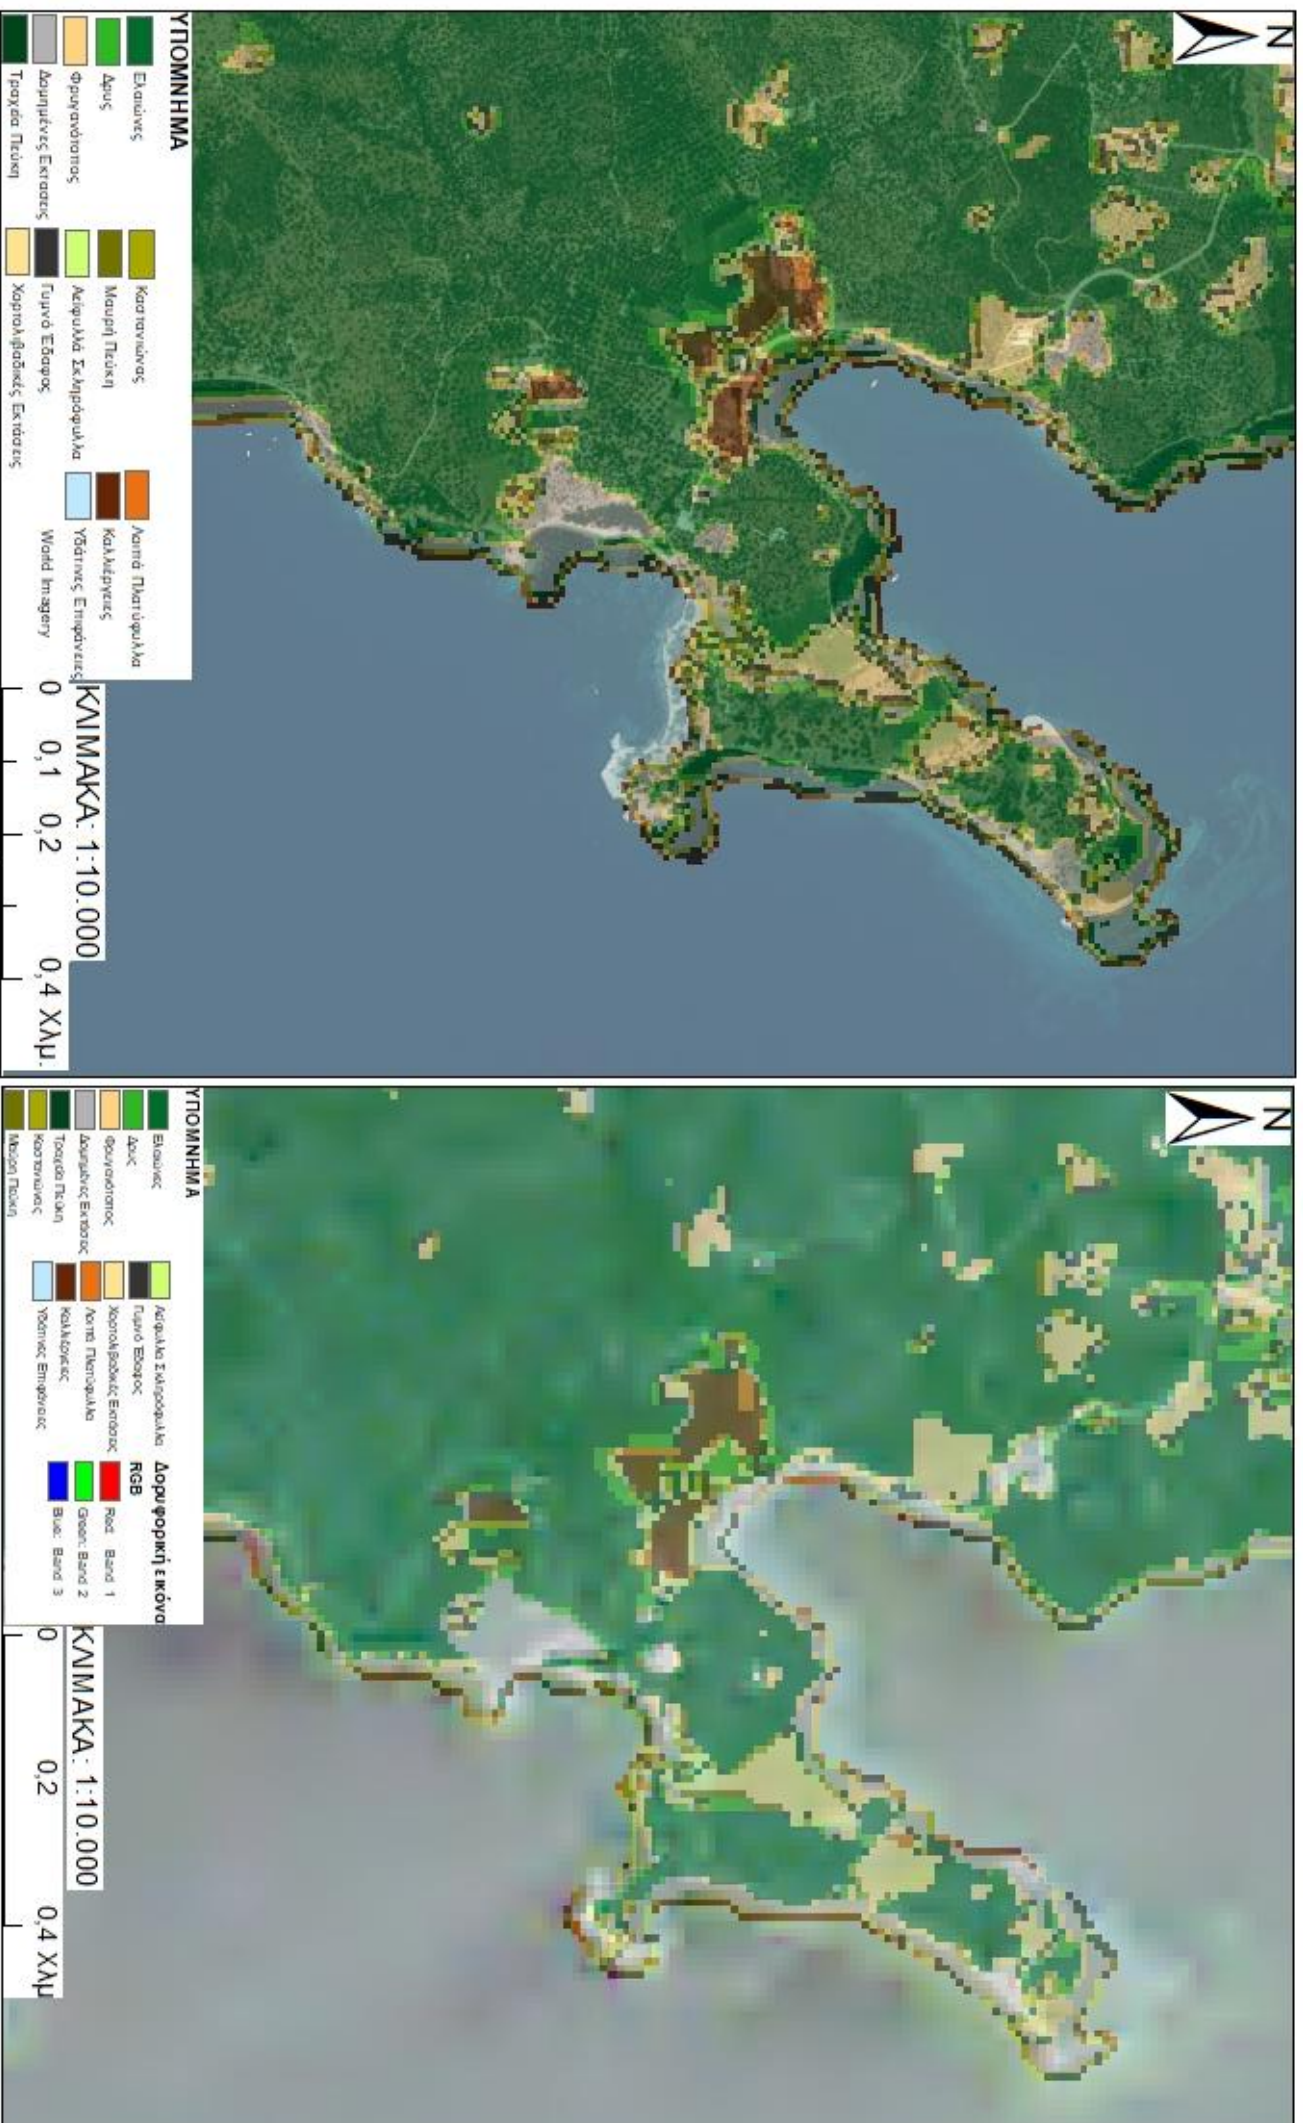 N
ΥΠΟΜΝΗΜΑ
Ελαιώνες
Δρυς
Φρυγανότοπος
Δομημένες Εκτάσεις
Τραχεία Πεύκη
Καστανιώνας
Μαυρή Πεύκη
Αείφυλλά Σκληρόφυλλα
Γυμνό Έδαφος
Χορτολιβαδικές Εκτάσεις
Λοιπά Πλατύφυλλα
Καλλιέργειες
Υδάτινες Επιφάνειες
World Imagery
ΚΛΙΜΑΚΑ: 1:10.000
0 0,1 0,2 0,4 Χλμ.
N
ΥΠΟΜΝΗΜΑ
Ελαιώνες
Δρυς
Φρυγανότοπος
Δομημένες Εκτάσεις
Τραχεία Πεύκη
Καστανιώνας
Μαύρη Πεύκη
Αείφυλλα Σκληρόφυλλα
Γυμνό Έδαφος
Χορτολιβαδικές Εκτάσεις
Λοιπά Πλατύφυλλα
Καλλιέργειες
Υδάτινες Επιφάνειες
Δορυφορική εικόνα
RGB
Red: Band 1
Green: Band 2
Blue: Band 3
ΚΛΙΜΑΚΑ: 1:10.000
0 0,2 0,4 Χλμ